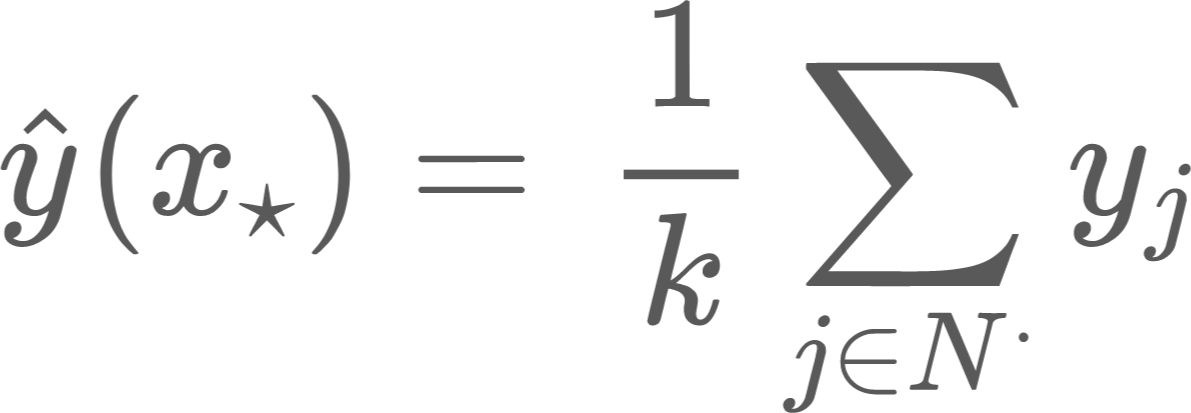 ŷ(x⋆) = 1/k ∑_{j∈N·} y_j